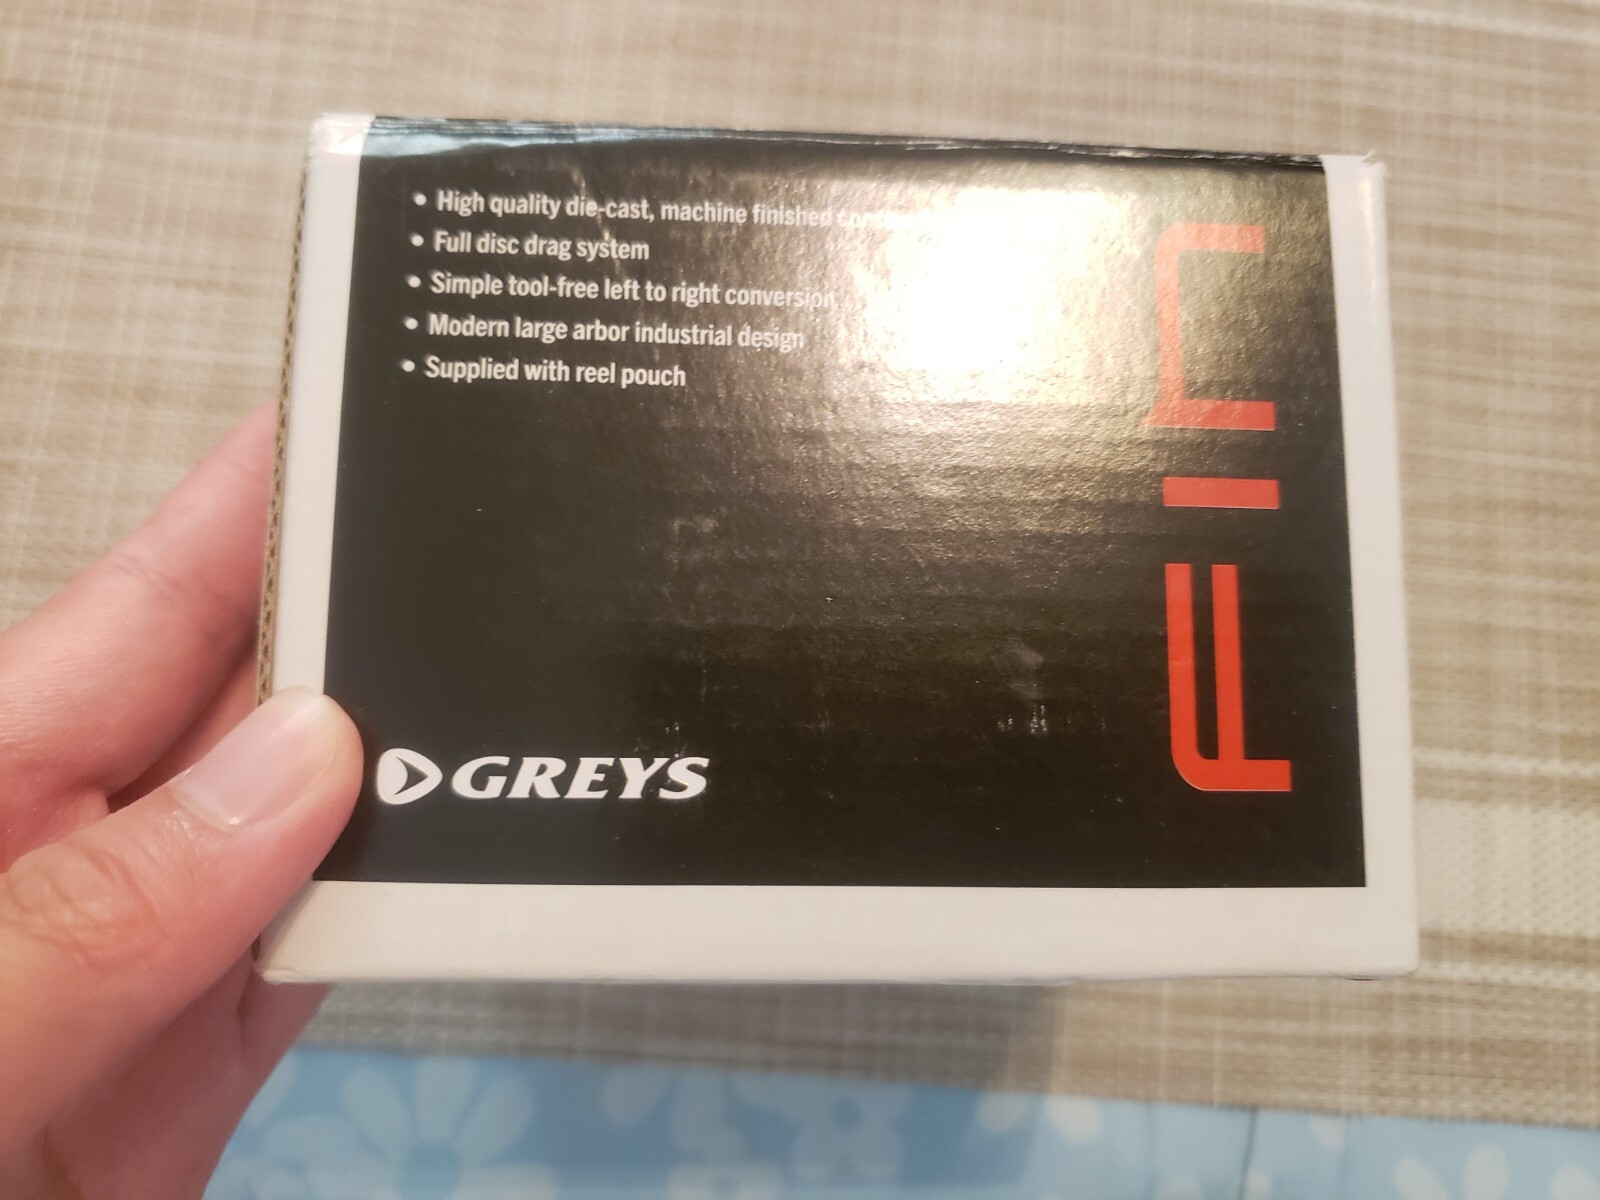 • High quality die-cast, machine finished
• Full disc drag system
• Simple tool-free left to right conversion
• Modern large arbor industrial design
• Supplied with reel pouch
GREYS
Fin